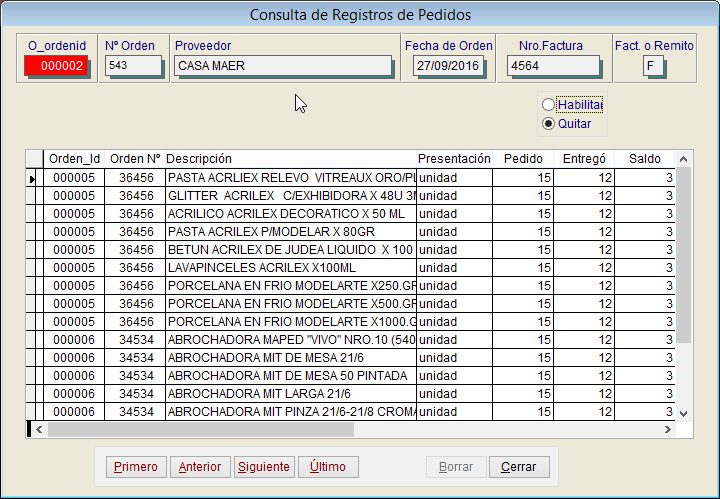 Consulta de Registros de Pedidos
O_ordenid Nº Orden Proveedor Fecha de Orden Nro.Factura Fact. o Remito
000002 543 CASA MAER 27/09/2016 4564 F
Habilitar
Quitar
Orden_Id Orden Nº Descripción Presentación Pedido Entregó Saldo
000005 36456 PASTA ACRLIEX RELEVO VITREAUX ORO/PL unidad 15 12 3
000005 36456 GLITTER ACRILEX C/EXHIBIDORA X 48U 3M unidad 15 12 3
000005 36456 ACRILICO ACRILEX DECORATICO X 50 ML unidad 15 12 3
000005 36456 PASTA ACRILEX P/MODELAR X 80GR unidad 15 12 3
000005 36456 BETUN ACRILEX DE JUDEA LIQUIDO X 100 unidad 15 12 3
000005 36456 LAVAPINCELES ACRILEX X100ML unidad 15 12 3
000005 36456 PORCELANA EN FRIO MODELARTE X250.GR unidad 15 12 3
000005 36456 PORCELANA EN FRIO MODELARTE X500.GR unidad 15 12 3
000005 36456 PORCELANA EN FRIO MODELARTE X1000.G unidad 15 12 3
000006 34534 ABROCHADORA MAPED "VIVO" NRO.10 (540 unidad 15 12 3
000006 34534 ABROCHADORA MIT DE MESA 21/6 unidad 15 12 3
000006 34534 ABROCHADORA MIT DE MESA 50 PINTADA unidad 15 12 3
000006 34534 ABROCHADORA MIT LARGA 21/6 unidad 15 12 3
000006 34534 ABROCHADORA MIT PINZA 21/6-21/8 CROMA unidad 15 12 3
Primero Anterior Siguiente Último Borrar Cerrar